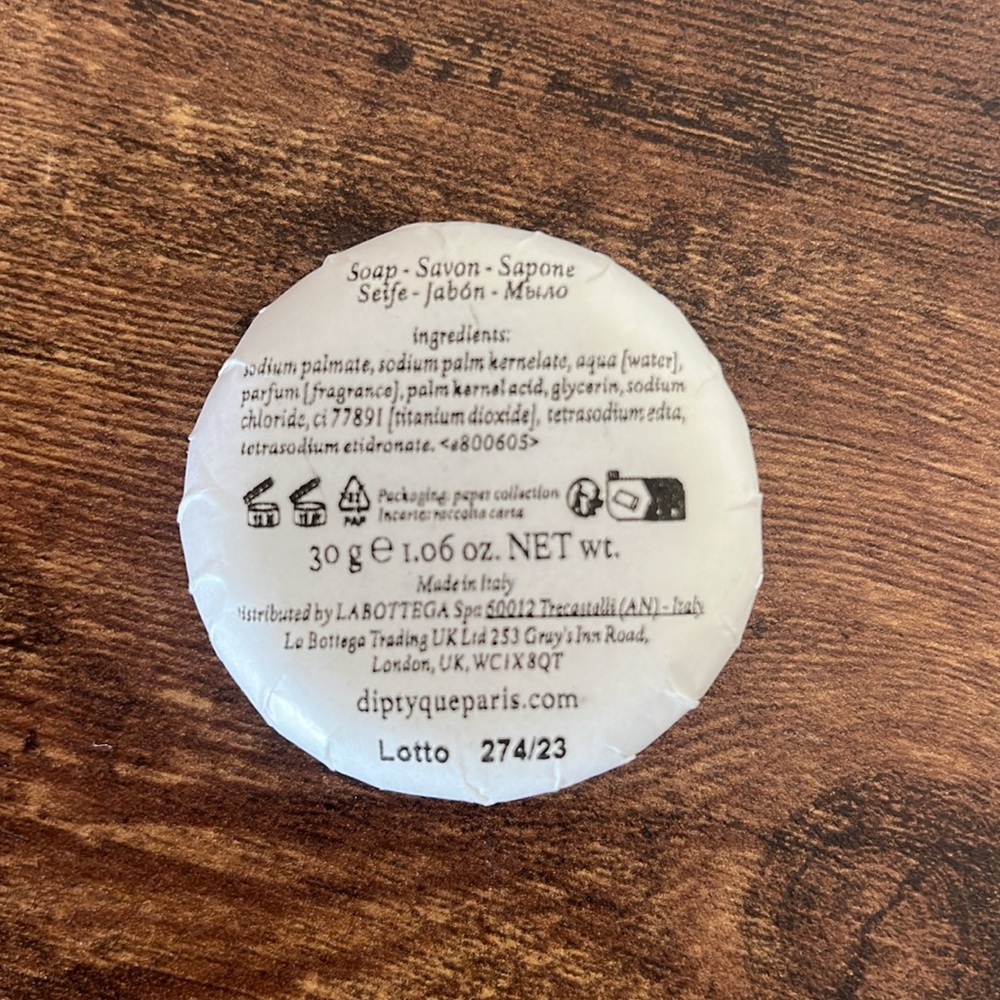 Soap - Savon - Sapone
Seife - Jabón - Мыло
ingredients:
sodium palmate, sodium palm kernelate, aqua [water],
parfum [fragrance], palm kernel acid, glycerin, sodium
chloride, ci 77891 [titanium dioxide], tetrasodium edta,
tetrasodium etidronate. <e800605>
PAP
Packaging: paper collection
Incarto: raccolta carta
30 g e 1.06 oz. NET wt.
Made in Italy
istributed by LABOTTEGA Spa 60012 Trecastelli (AN) - Italy
La Bottega Trading UK Ltd 253 Gray's Inn Road,
London, UK, WC1X 8QT
diptyqueparis.com
Lotto 274/23